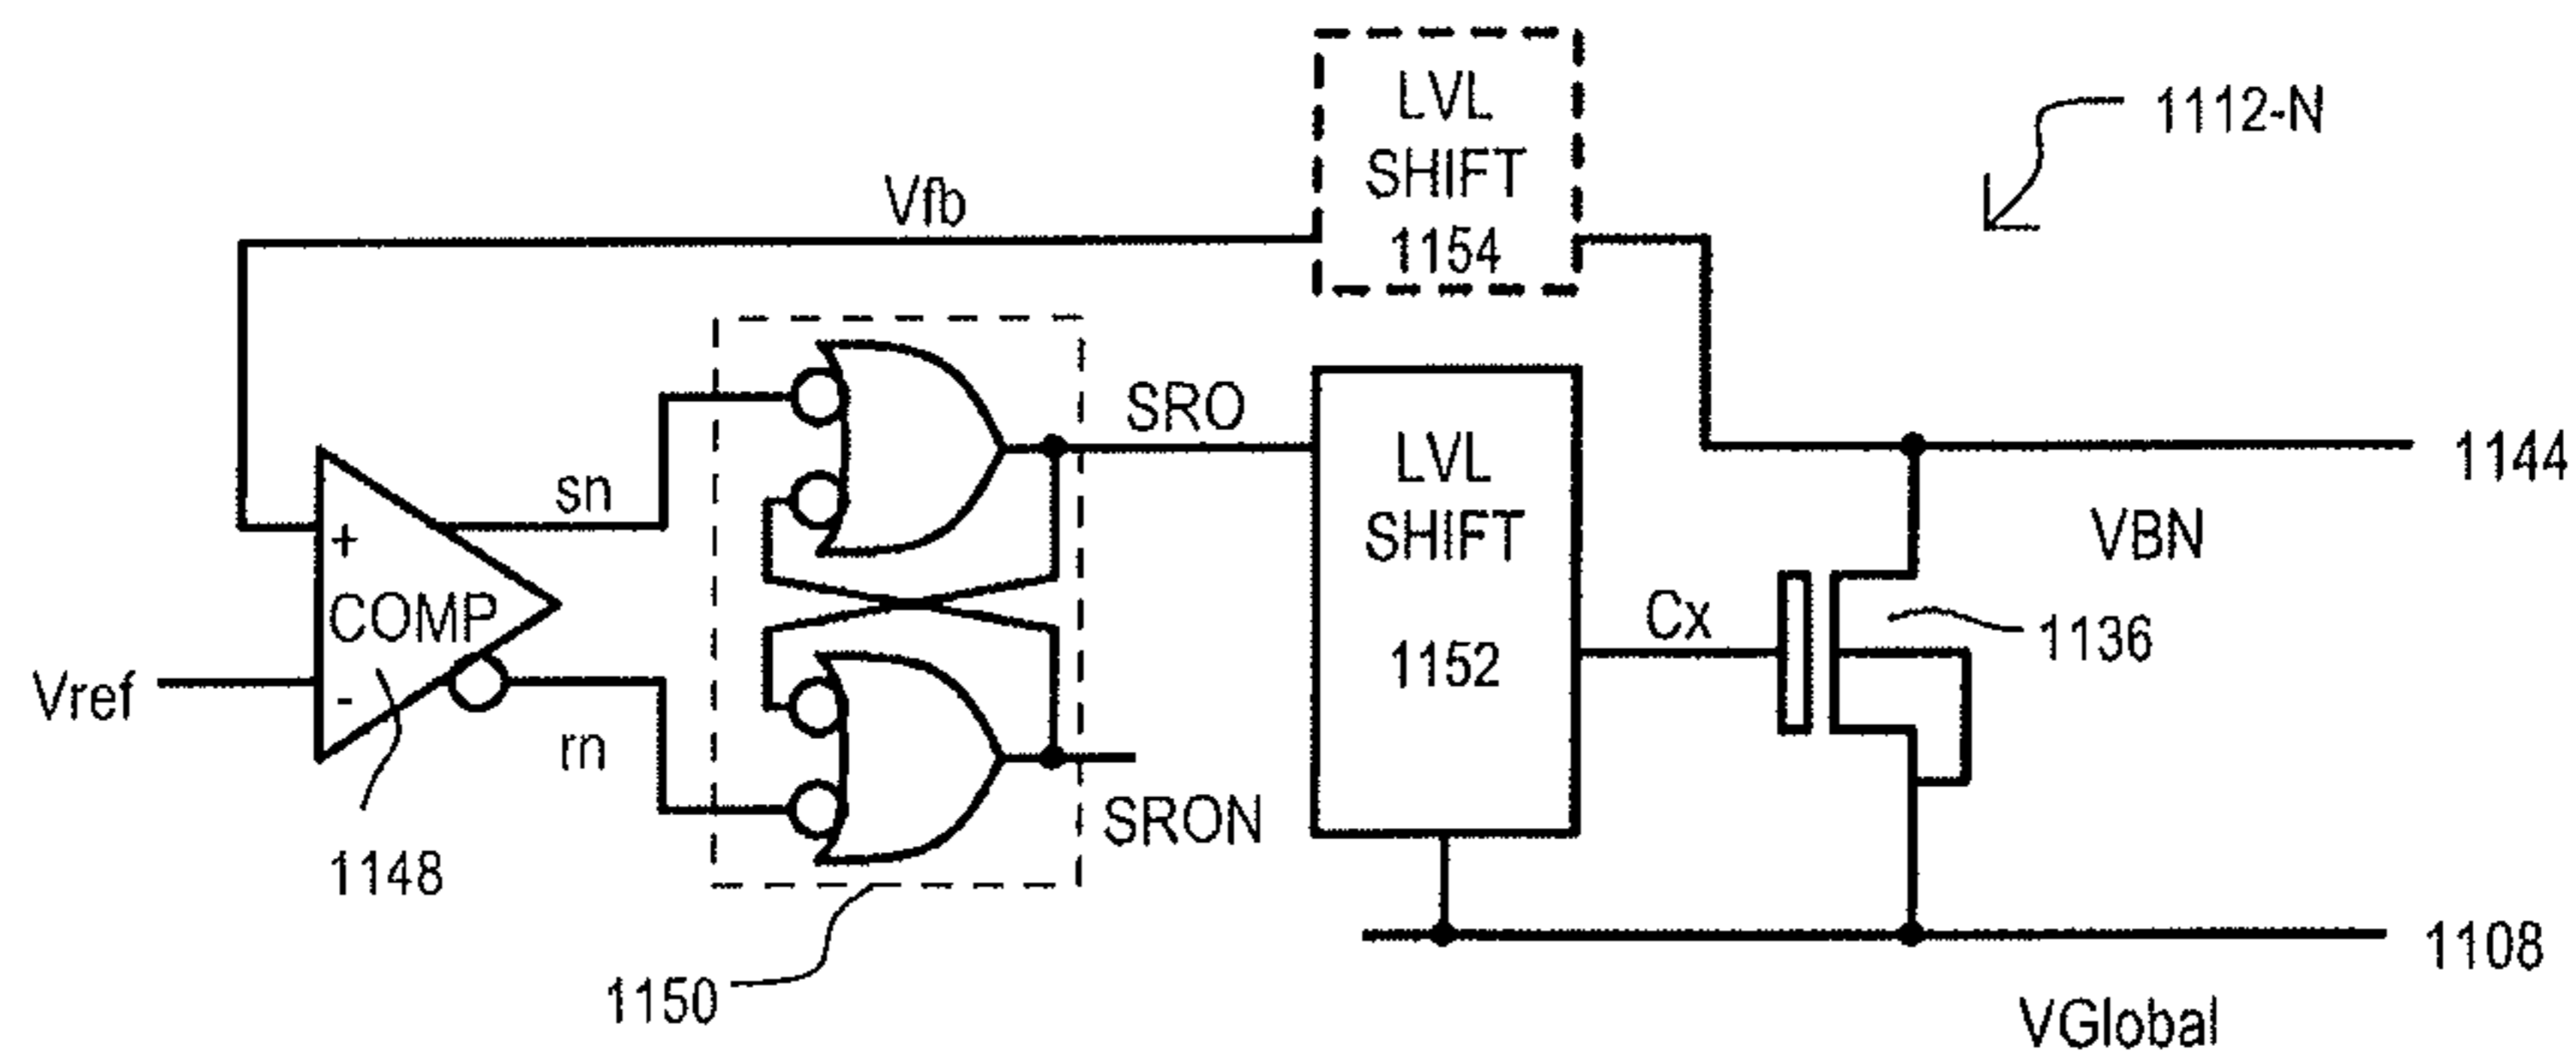 LVL
SHIFT
1154
1112-N
Vfb
SRO
LVL
SHIFT
1152
1144
sn
+
COMP
-
VBN
Cx
1136
Vref
rn
SRON
1148
1150
1108
VGlobal